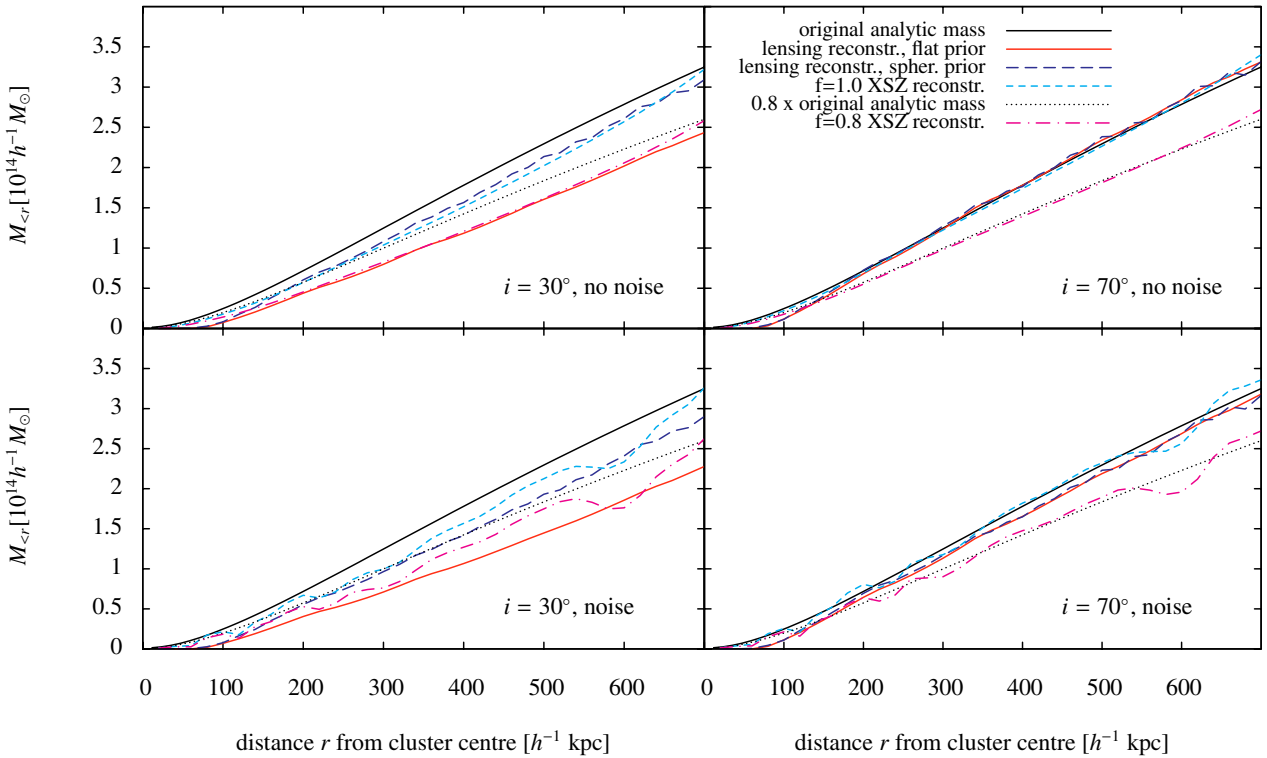 original analytic mass
lensing reconstr., flat prior
lensing reconstr., spher. prior
f=1.0 XSZ reconstr.
0.8 x original analytic mass
f=0.8 XSZ reconstr.
3.5
3
2.5
2
1.5
1
0.5
0
M<r [10^14 h^−1 M⊙]
i = 30°, no noise
i = 70°, no noise
3.5
3
2.5
2
1.5
1
0.5
0
M<r [10^14 h^−1 M⊙]
i = 30°, noise
i = 70°, noise
0 100 200 300 400 500 600
0 100 200 300 400 500 600
distance r from cluster centre [h^−1 kpc]
distance r from cluster centre [h^−1 kpc]